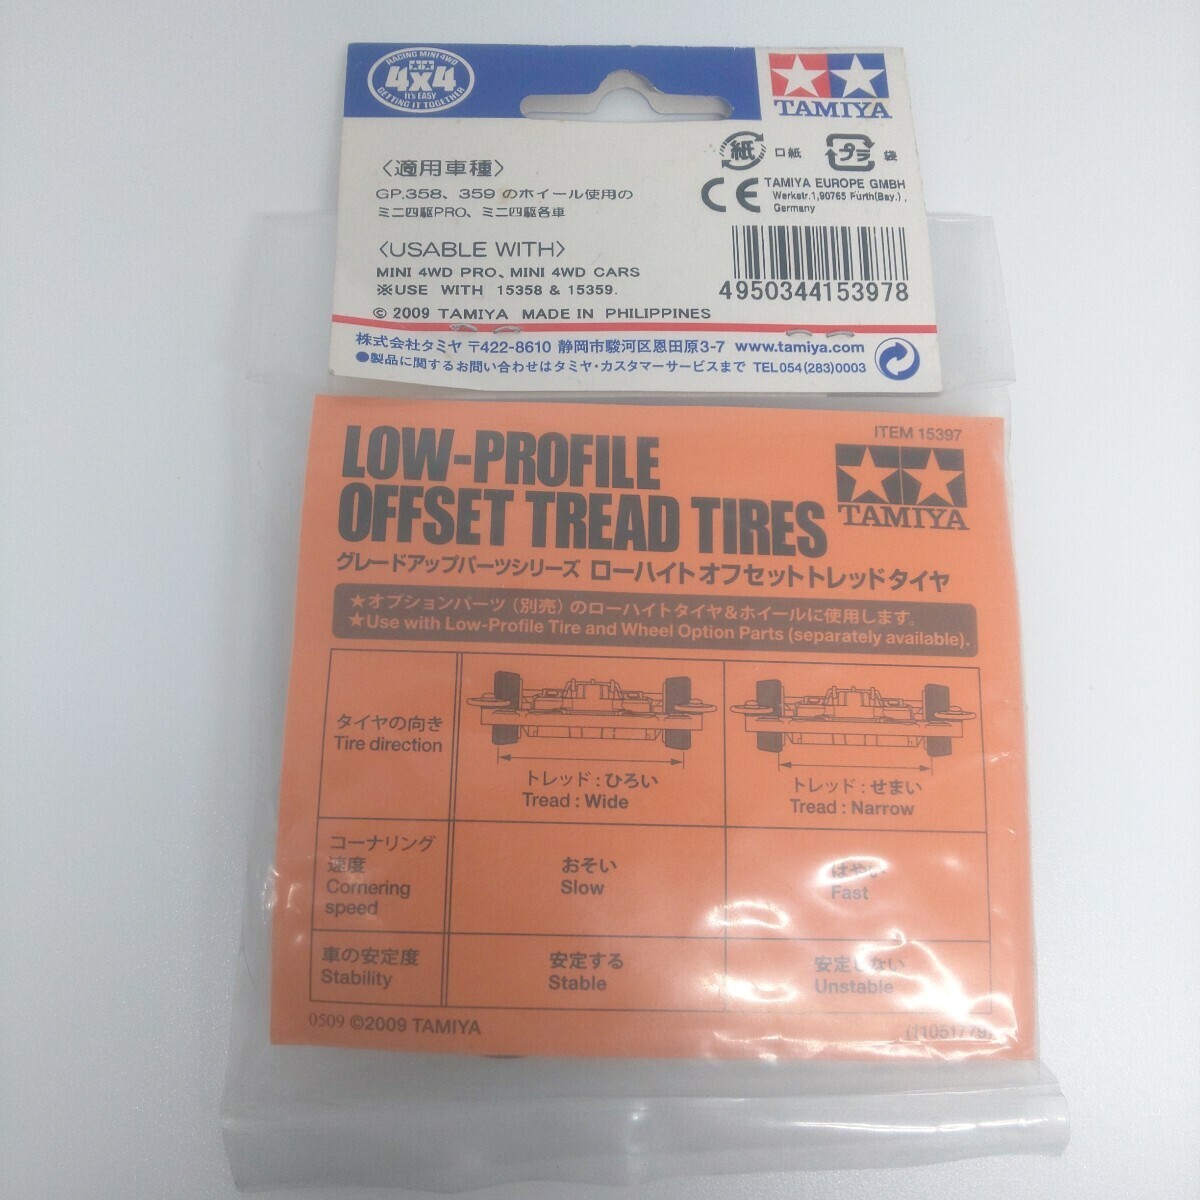 RACING MINI 4WD
4x4
It's EASY
GETTING IT TOGETHER
TAMIYA
〈適用車種〉
GP.358、359 のホイール使用の
ミニ四駆PRO、ミニ四駆各車
〈USABLE WITH〉
MINI 4WD PRO、MINI 4WD CARS
※USE WITH 15358 & 15359.
© 2009 TAMIYA MADE IN PHILIPPINES
紙 口紙 プラ 袋
CE TAMIYA EUROPE GMBH
Werkstr.1,90765 Fürth(Bay.) ,
Germany
4950344153978
株式会社タミヤ 〒422-8610 静岡市駿河区恩田原3-7 www.tamiya.com
●製品に関するお問い合わせはタミヤ・カスタマーサービスまで TEL054(283)0003
ITEM 15397
LOW-PROFILE
OFFSET TREAD TIRES
TAMIYA
グレードアップパーツシリーズ ローハイトオフセットトレッドタイヤ
★オプションパーツ（別売）のローハイトタイヤ&ホイールに使用します。
★Use with Low-Profile Tire and Wheel Option Parts (separately available).
タイヤの向き
Tire direction
トレッド : ひろい
Tread : Wide
トレッド : せまい
Tread : Narrow
コーナリング
速度
Cornering
speed
おそい
Slow
はやい
Fast
車の安定度
Stability
安定する
Stable
安定しない
Unstable
0509 ©2009 TAMIYA
(11051779)